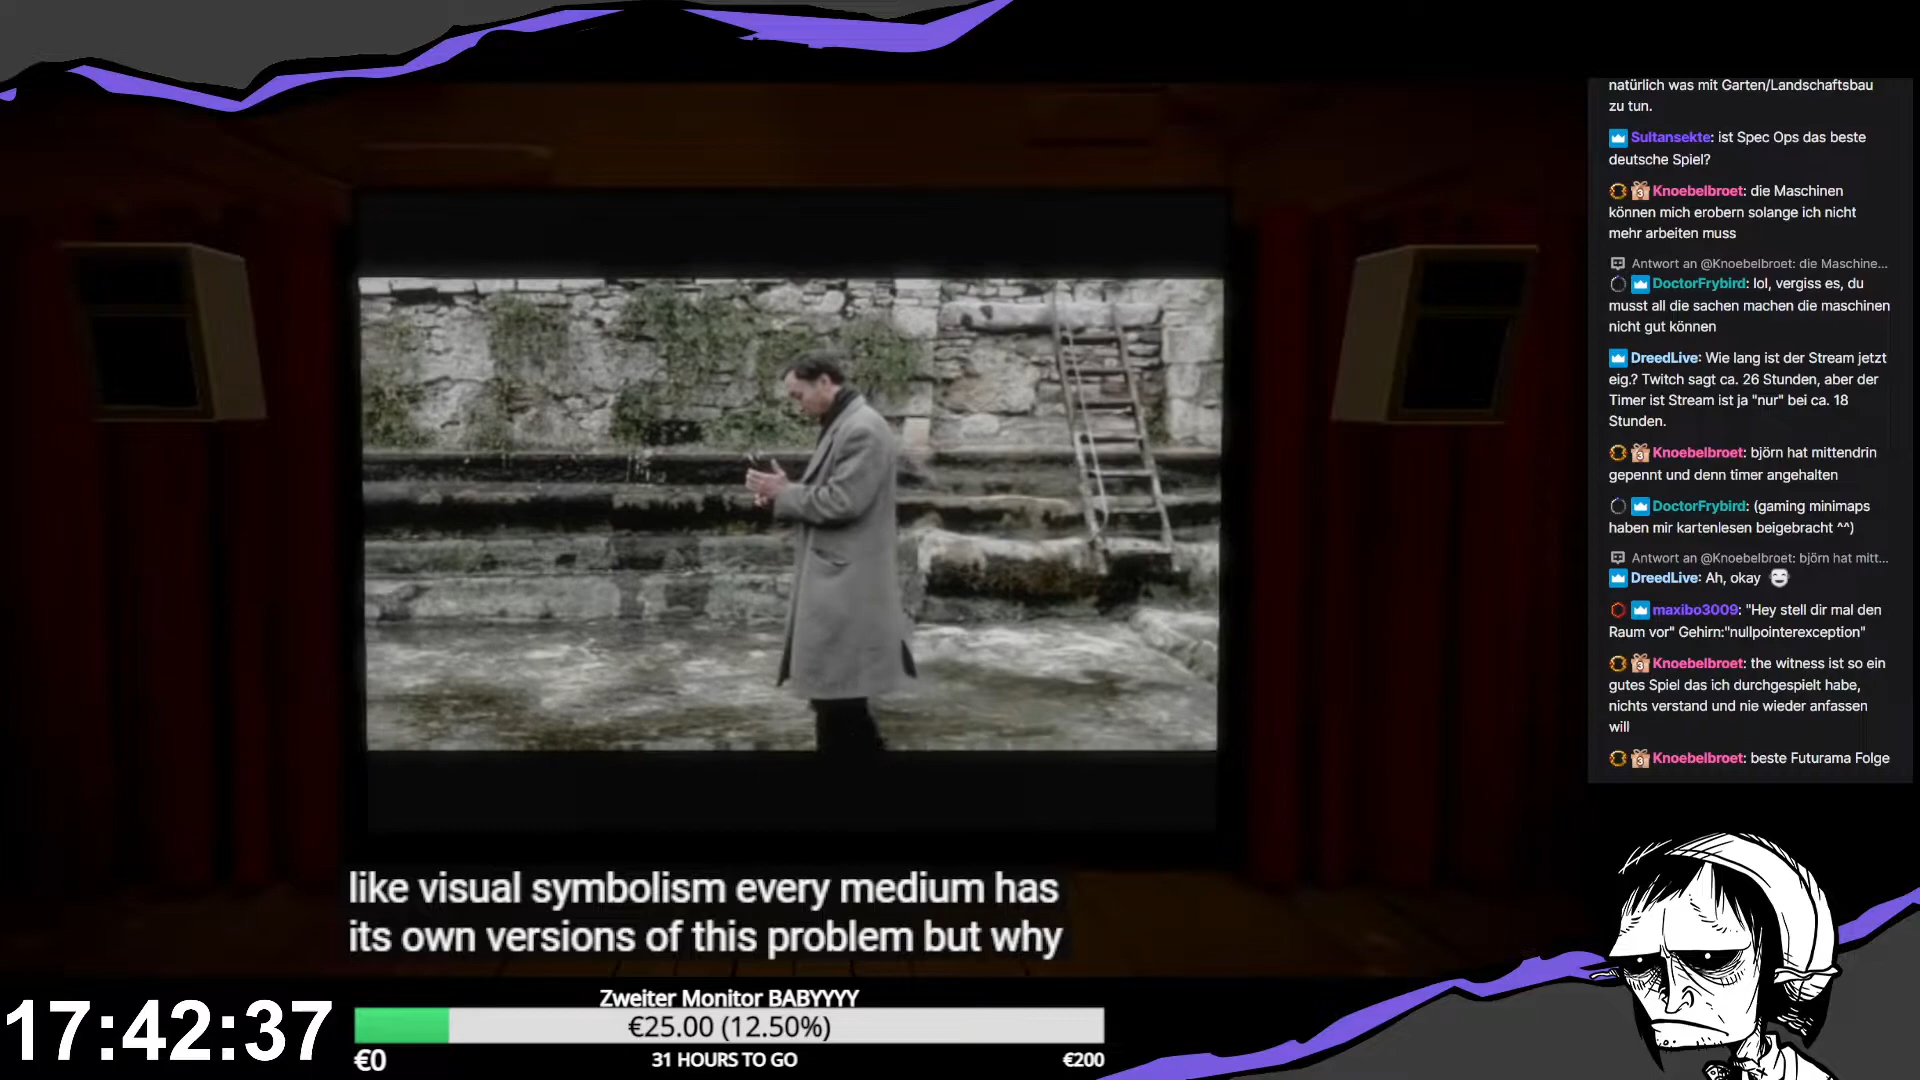 natürlich was mit Garten/Landschaftsbau
zu tun.
Sultansekte: ist Spec Ops das beste
deutsche Spiel?
Knoebelbroet: die Maschinen
können mich erobern solange ich nicht
mehr arbeiten muss
Antwort an @Knoebelbroet: die Maschine...
DoctorFrybird: lol, vergiss es, du
musst all die sachen machen die maschinen
nicht gut können
DreedLive: Wie lang ist der Stream jetzt
eig.? Twitch sagt ca. 26 Stunden, aber der
Timer ist Stream ist ja "nur" bei ca. 18
Stunden.
Knoebelbroet: björn hat mittendrin
gepennt und denn timer angehalten
DoctorFrybird: (gaming minimaps
haben mir kartenlesen beigebracht ^^)
Antwort an @Knoebelbroet: björn hat mitt...
DreedLive: Ah, okay
maxibo3009: "Hey stell dir mal den
Raum vor" Gehirn:"nullpointerexception"
Knoebelbroet: the witness ist so ein
gutes Spiel das ich durchgespielt habe,
nichts verstand und nie wieder anfassen
will
Knoebelbroet: beste Futurama Folge
like visual symbolism every medium has
its own versions of this problem but why
17:42:37
Zweiter Monitor BABYYYY
€25.00 (12.50%)
€0 31 HOURS TO GO €200